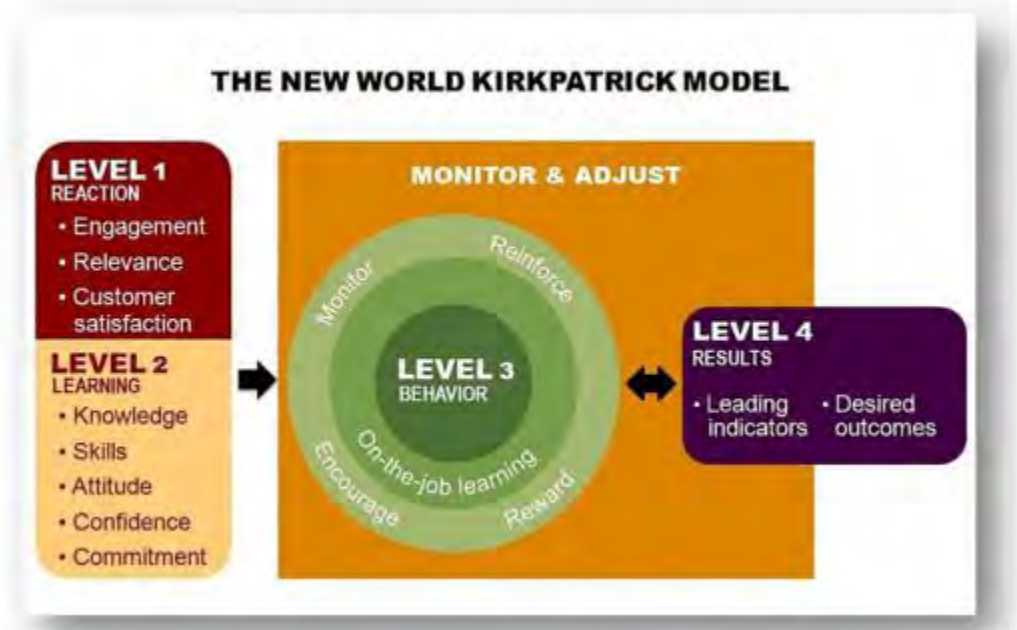 THE NEW WORLD KIRKPATRICK MODEL
LEVEL 1
REACTION
• Engagement
• Relevance
• Customer
satisfaction
LEVEL 2
LEARNING
• Knowledge
• Skills
• Attitude
• Confidence
• Commitment
MONITOR & ADJUST
Monitor
Reinforce
LEVEL 3
BEHAVIOR
On-the-job learning
Encourage
Reward
LEVEL 4
RESULTS
• Leading
indicators
• Desired
outcomes